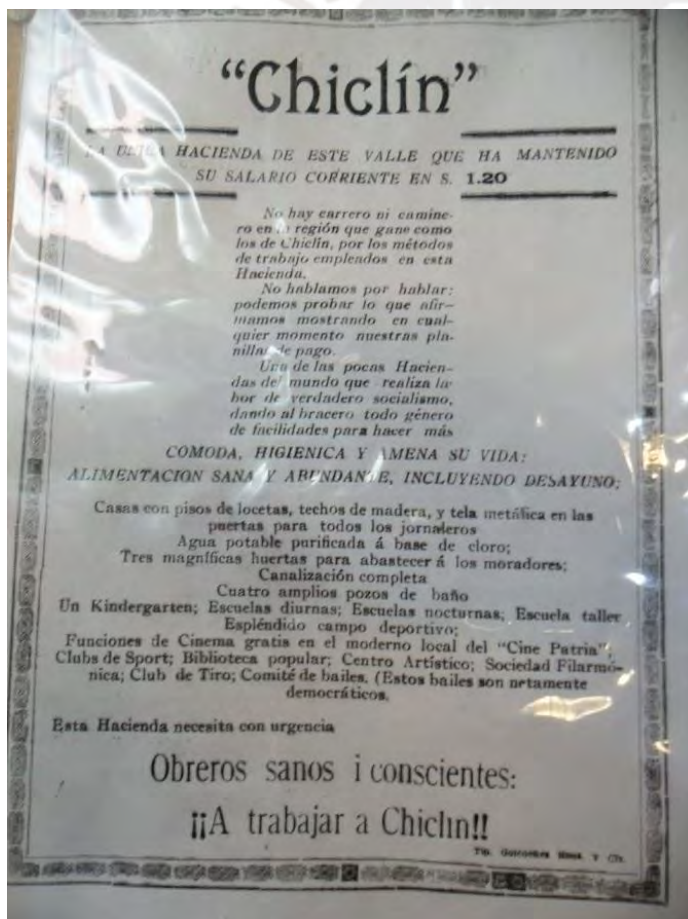 “Chiclín”
LA UNICA HACIENDA DE ESTE VALLE QUE HA MANTENIDO
SU SALARIO CORRIENTE EN S. 1.20
No hay carrero ni camine-
ro en la región que gane como
los de Chiclín, por los métodos
de trabajo empleados en esta
Hacienda.
No hablamos por hablar:
podemos probar lo que afir-
mamos mostrando en cual-
quier momento nuestras pla-
nillas de pago.
Una de las pocas Hacien-
das del mundo que realiza la-
bor de verdadero socialismo,
dando al bracero todo género
de facilidades para hacer más
COMODA, HIGIENICA Y AMENA SU VIDA:
ALIMENTACION SANA Y ABUNDANTE, INCLUYENDO DESAYUNO;
Casas con pisos de locetas, techos de madera, y tela metálica en las
puertas para todos los jornaleros
Agua potable purificada á base de cloro;
Tres magníficas huertas para abastecer á los moradores;
Canalización completa
Cuatro amplios pozos de baño
Un Kindergarten; Escuelas diurnas; Escuelas nocturnas; Escuela taller
Espléndido campo deportivo;
Funciones de Cinema gratis en el moderno local del “Cine Patria”;
Clubs de Sport; Biblioteca popular; Centro Artístico; Sociedad Filarmó-
nica; Club de Tiro; Comité de bailes. (Estos bailes son netamente
democráticos.
Esta Hacienda necesita con urgencia
Obreros sanos i conscientes:
¡¡A trabajar a Chiclin!!
Tip. Y Cía.